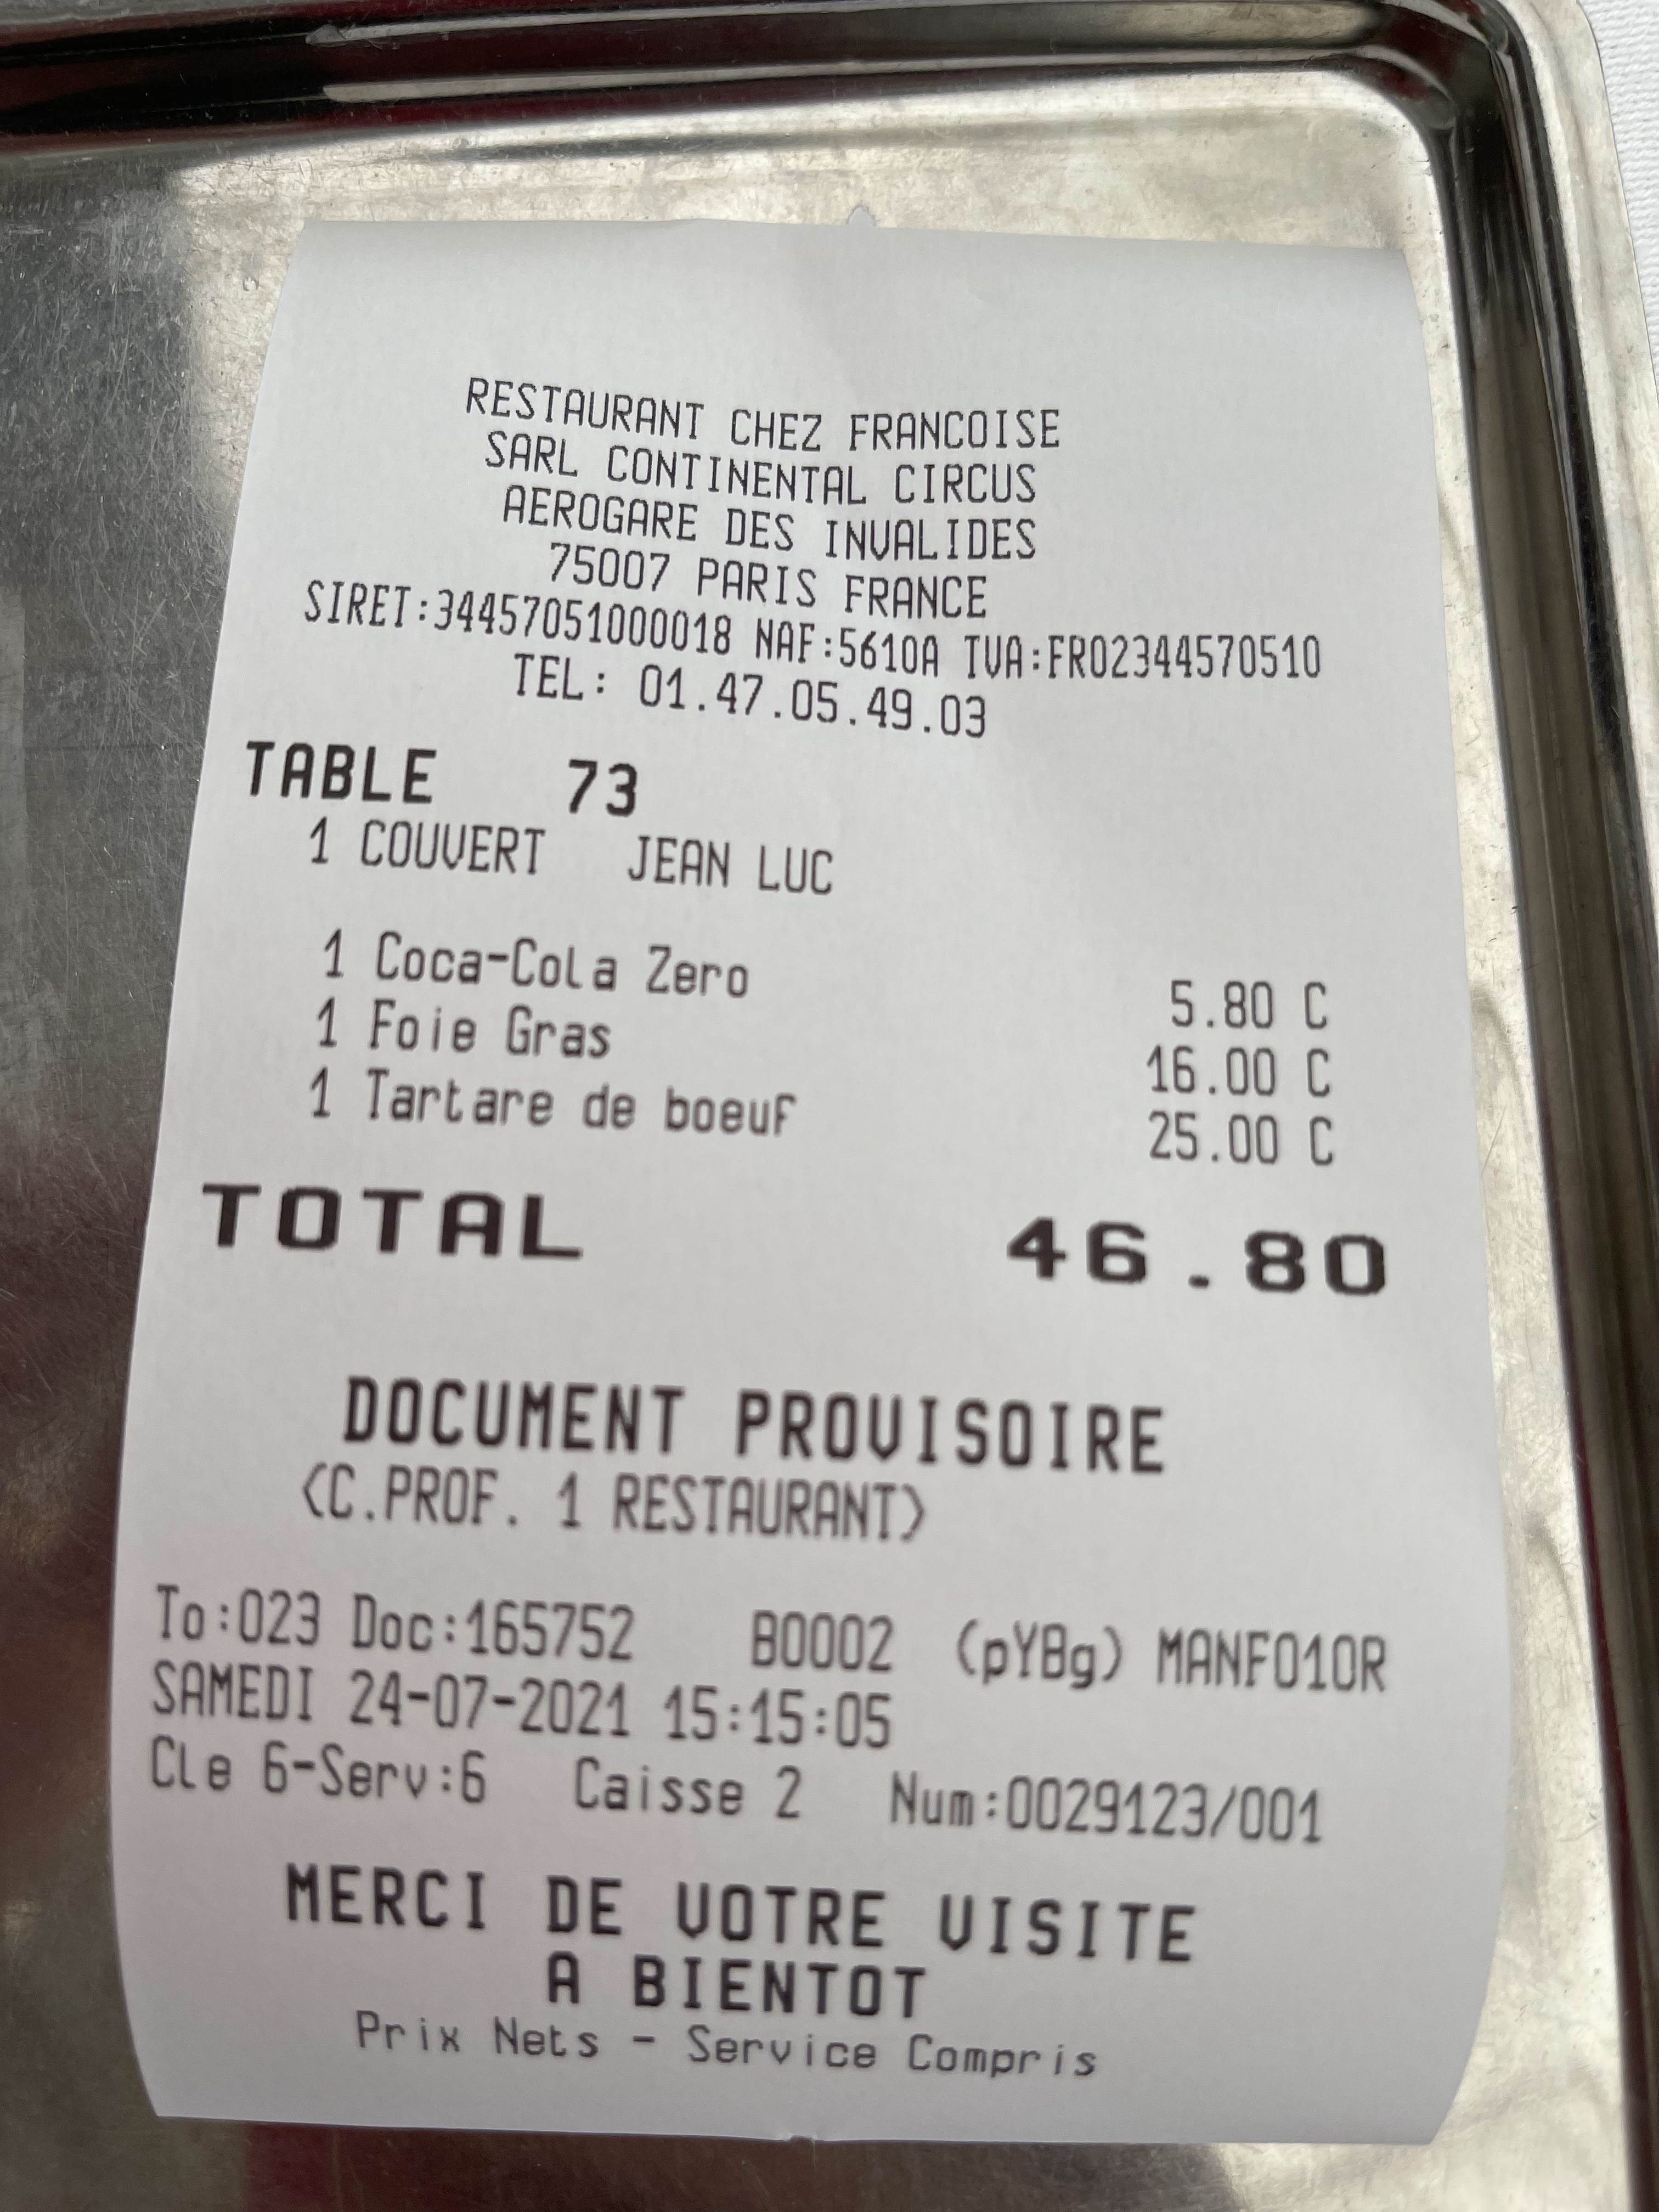 RESTAURANT CHEZ FRANCOISE
SARL CONTINENTAL CIRCUS
AEROGARE DES INVALIDES
75007 PARIS FRANCE
SIRET:34457051000018 NAF:5610A TVA:FR02344570510
TEL: 01.47.05.49.03
TABLE 73
1 COUVERT JEAN LUC
1 Coca-Cola Zero 5.80 C
1 Foie Gras 16.00 C
1 Tartare de boeuf 25.00 C
TOTAL 46.80
DOCUMENT PROVISOIRE
<C.PROF. 1 RESTAURANT>
To:023 Doc:165752 B0002 (pYBg) MANF010R
SAMEDI 24-07-2021 15:15:05
Cle 6-Serv:6 Caisse 2 Num:0029123/001
MERCI DE VOTRE VISITE
A BIENTOT
Prix Nets - Service Compris